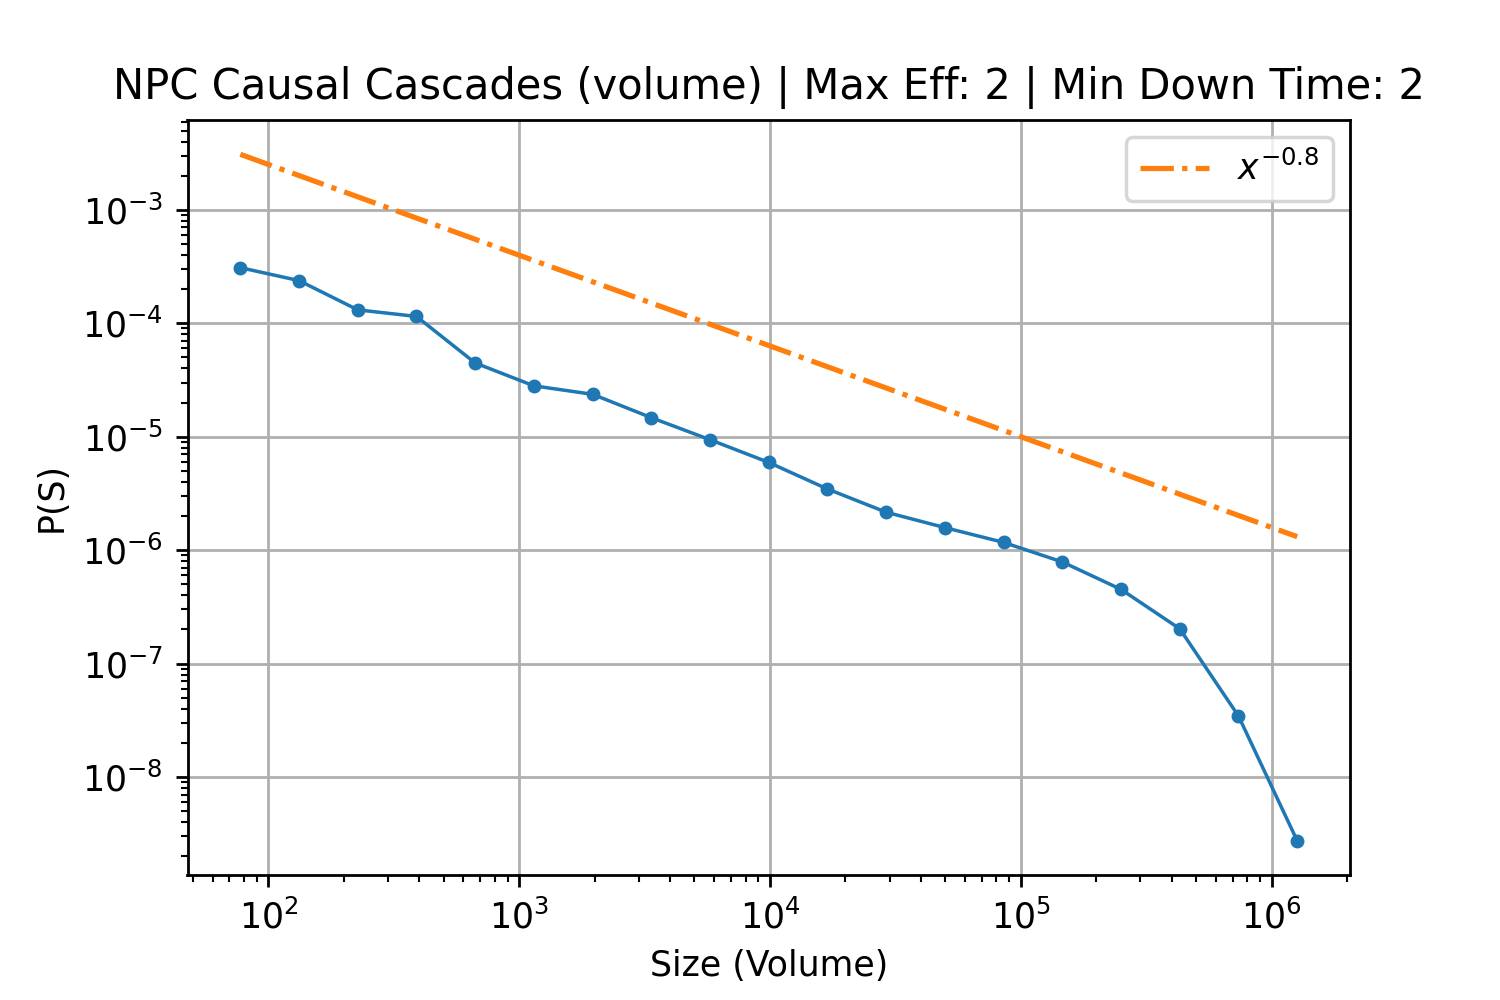 NPC Causal Cascades (volume) | Max Eff: 2 | Min Down Time: 2
x^{−0.8}
P(S)
10^{−3}
10^{−4}
10^{−5}
10^{−6}
10^{−7}
10^{−8}
10^{2} 10^{3} 10^{4} 10^{5} 10^{6}
Size (Volume)